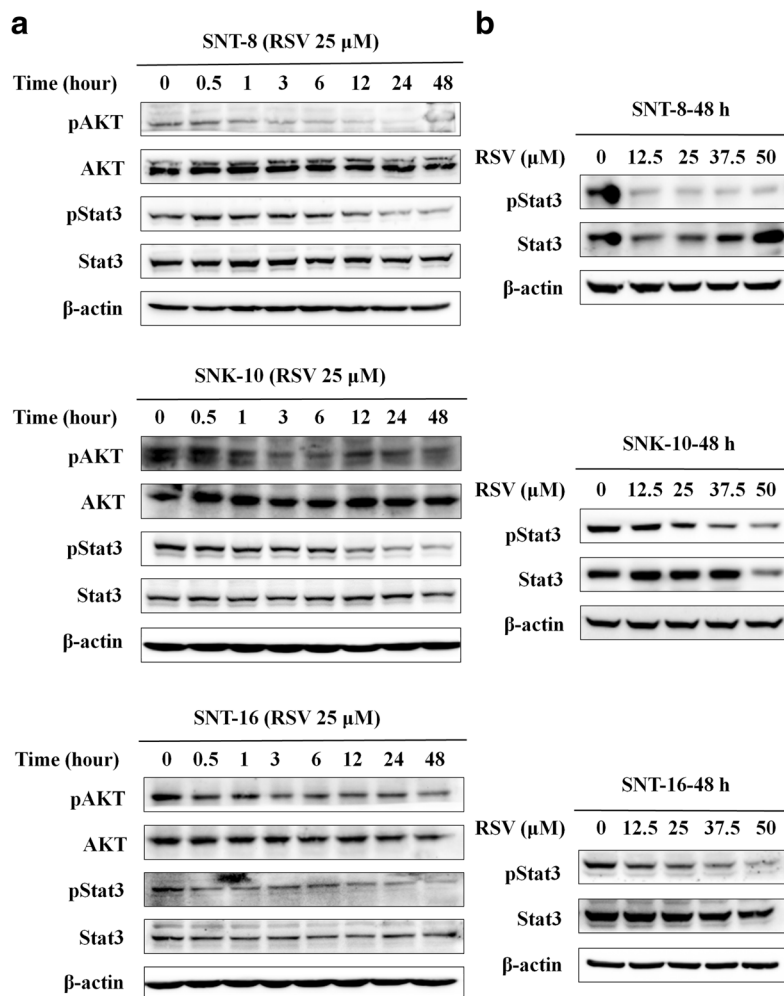 a
SNT-8 (RSV 25 μM)
Time (hour) 0 0.5 1 3 6 12 24 48
pAKT
AKT
pStat3
Stat3
β-actin
SNK-10 (RSV 25 μM)
Time (hour) 0 0.5 1 3 6 12 24 48
pAKT
AKT
pStat3
Stat3
β-actin
SNT-16 (RSV 25 μM)
Time (hour) 0 0.5 1 3 6 12 24 48
pAKT
AKT
pStat3
Stat3
β-actin
b
SNT-8-48 h
RSV (μM) 0 12.5 25 37.5 50
pStat3
Stat3
β-actin
SNK-10-48 h
RSV (μM) 0 12.5 25 37.5 50
pStat3
Stat3
β-actin
SNT-16-48 h
RSV (μM) 0 12.5 25 37.5 50
pStat3
Stat3
β-actin